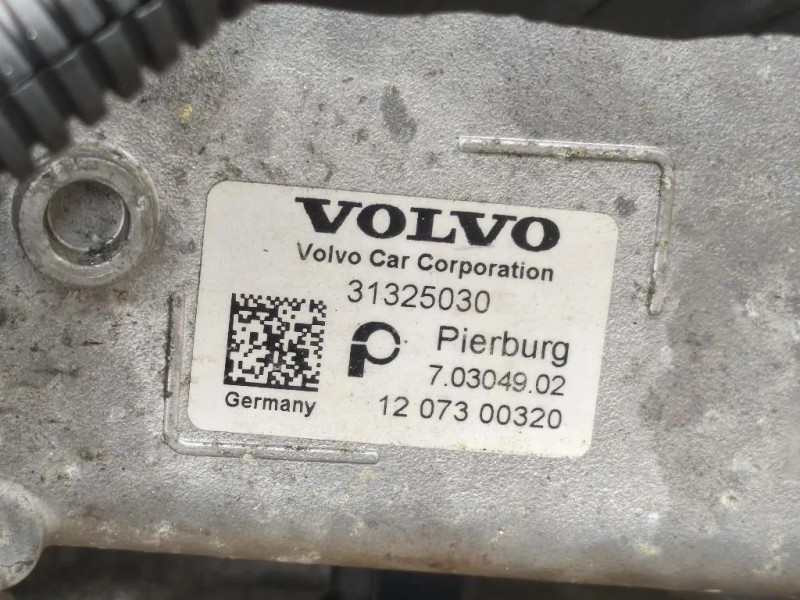 VOLVO
Volvo Car Corporation
31325030
Pierburg
7.03049.02
Germany
12 073 00320